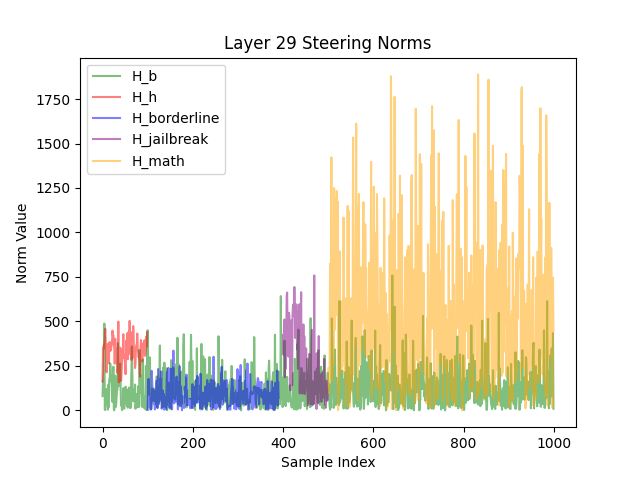 Layer 29 Steering Norms
H_b
H_h
H_borderline
H_jailbreak
H_math
Norm Value
1750
1500
1250
1000
750
500
250
0
0
200
400
600
800
1000
Sample Index